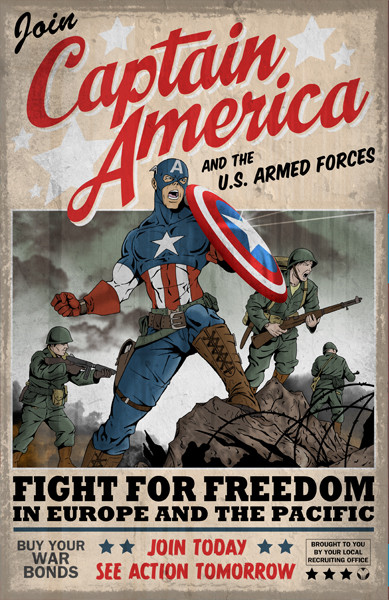 Join
Captain
America
AND THE
U.S. ARMED FORCES
A
FIGHT FOR FREEDOM
IN EUROPE AND THE PACIFIC
BUY YOUR
WAR
BONDS
JOIN TODAY
SEE ACTION TOMORROW
BROUGHT TO YOU
BY YOUR LOCAL
RECRUITING OFFICE